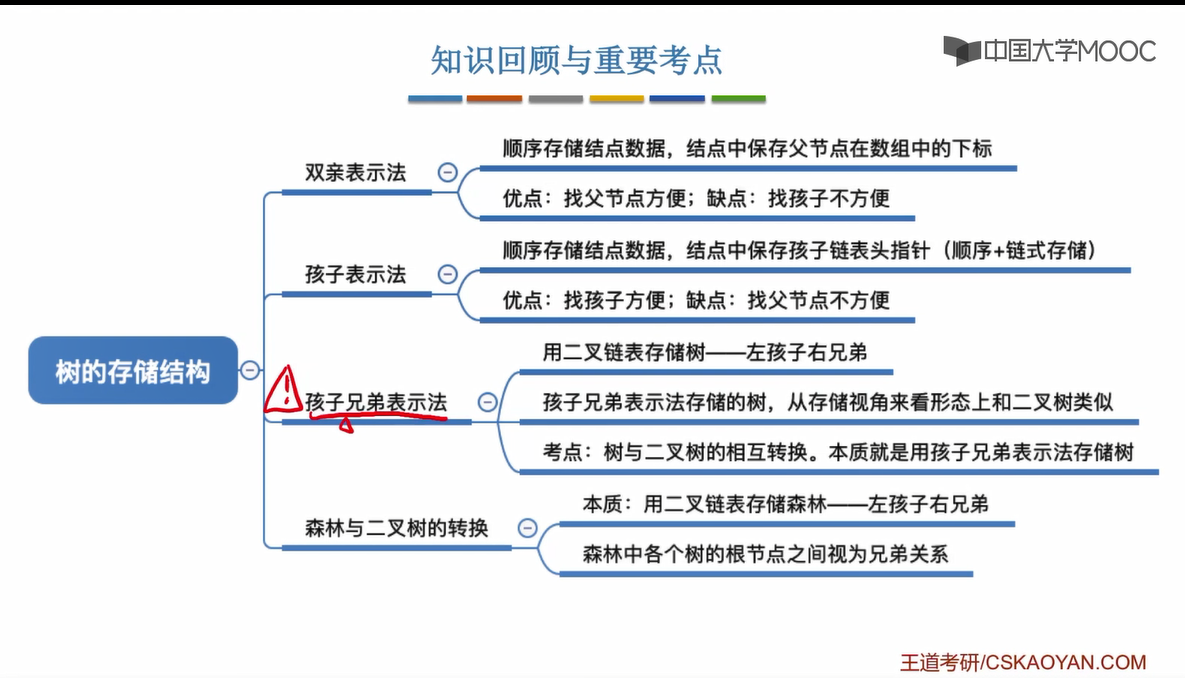 知识回顾与重要考点
中国大学MOOC
树的存储结构
双亲表示法
顺序存储结点数据，结点中保存父节点在数组中的下标
优点：找父节点方便；缺点：找孩子不方便
孩子表示法
顺序存储结点数据，结点中保存孩子链表头指针（顺序+链式存储）
优点：找孩子方便；缺点：找父节点不方便
孩子兄弟表示法
用二叉链表存储树——左孩子右兄弟
孩子兄弟表示法存储的树，从存储视角来看形态上和二叉树类似
考点：树与二叉树的相互转换。本质就是用孩子兄弟表示法存储树
森林与二叉树的转换
本质：用二叉链表存储森林——左孩子右兄弟
森林中各个树的根节点之间视为兄弟关系
王道考研/CSKAOYAN.COM